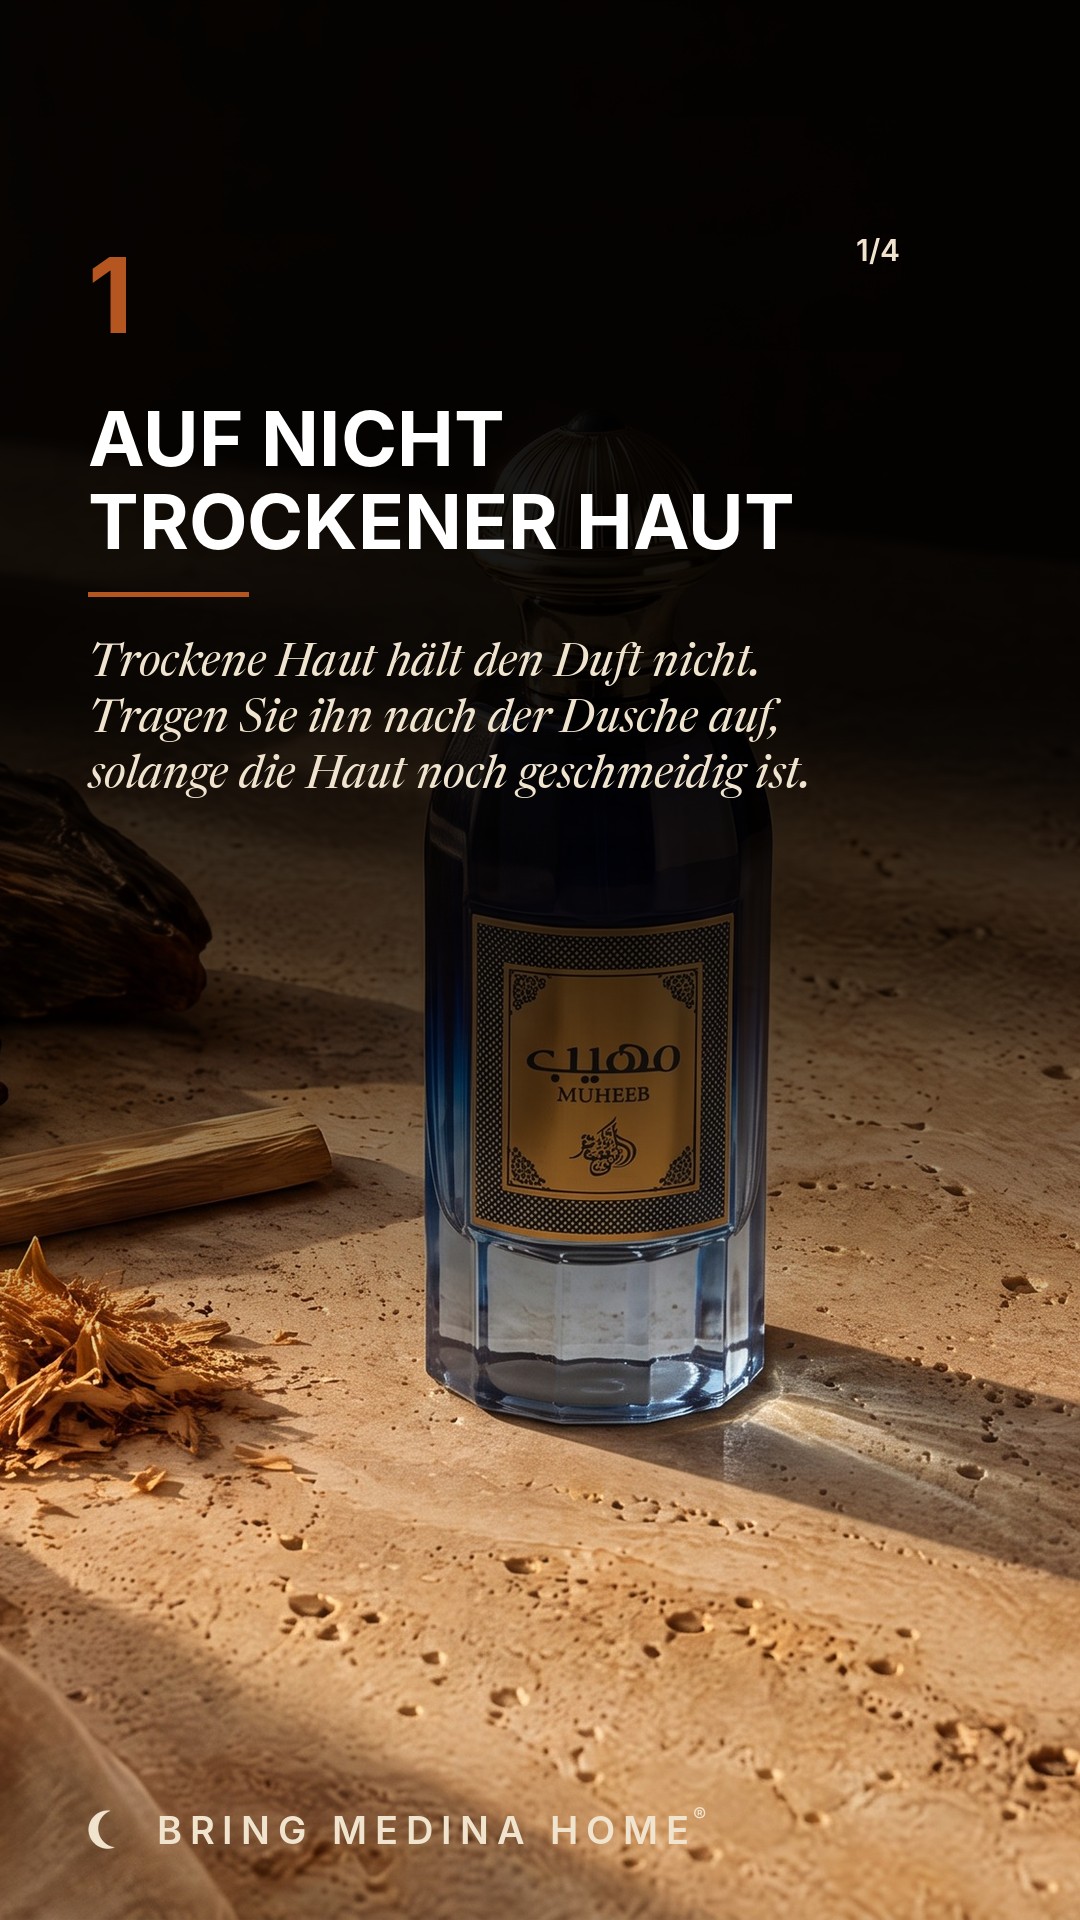 1/4
1
AUF NICHT
TROCKENER HAUT
Trockene Haut hält den Duft nicht.
Tragen Sie ihn nach der Dusche auf,
solange die Haut noch geschmeidig ist.
مهيب
MUHEEB
BRING MEDINA HOME®